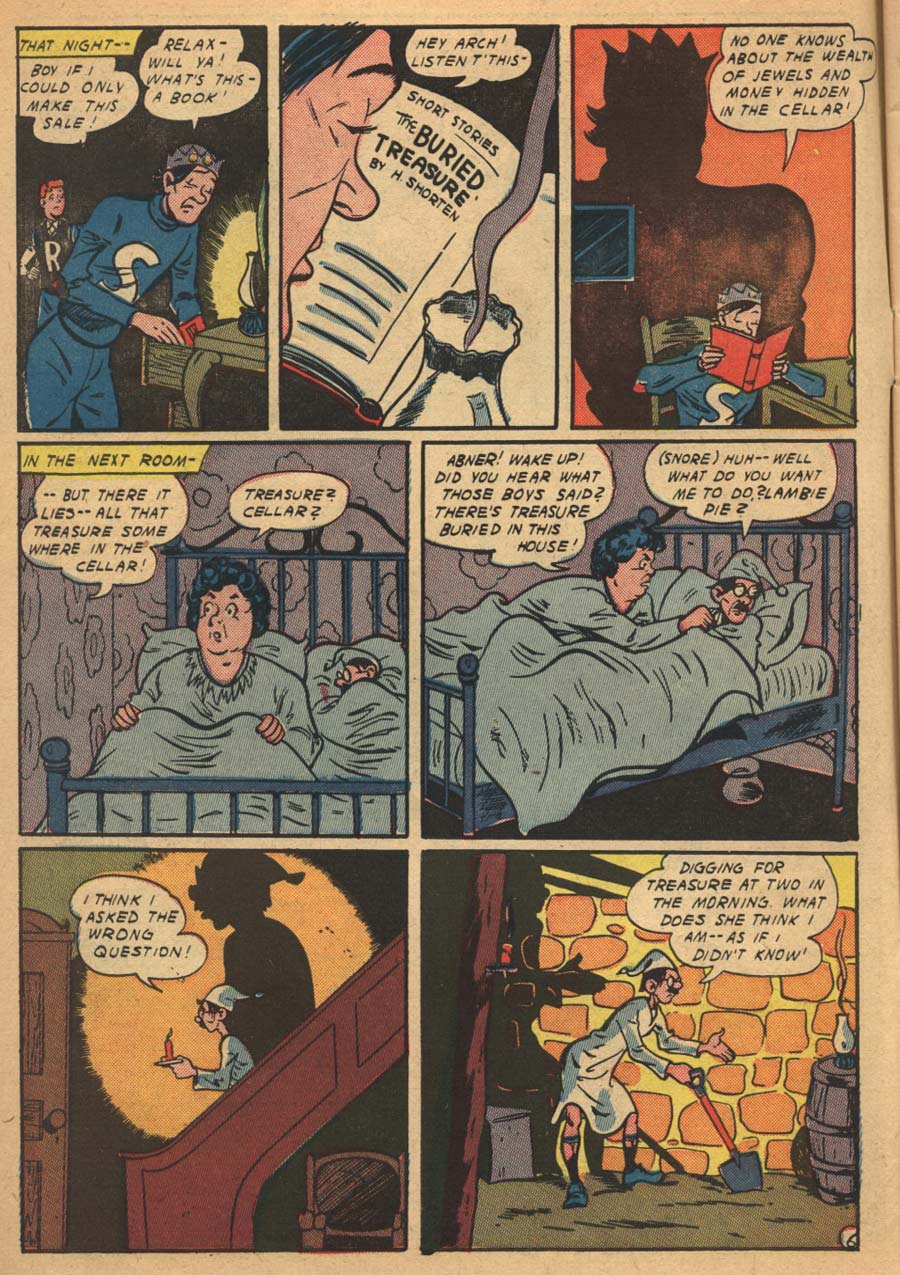 THAT NIGHT--
BOY IF I
COULD ONLY
MAKE THIS
SALE!
RELAX-
WILL YA!
WHAT'S THIS-
A BOOK!
R
S
HEY ARCH!
LISTEN T'THIS-
SHORT STORIES
THE BURIED
TREASURE'
BY H. SHORTEN
NO ONE KNOWS
ABOUT THE WEALTH
OF JEWELS AND
MONEY HIDDEN
IN THE CELLAR!
S
IN THE NEXT ROOM-
-- BUT THERE IT
LIES-- ALL THAT
TREASURE SOME
WHERE IN THE
CELLAR!
TREASURE?
CELLAR?
ABNER! WAKE UP!
DID YOU HEAR WHAT
THOSE BOYS SAID?
THERE'S TREASURE
BURIED IN THIS
HOUSE!
(SNORE) HUH-- WELL
WHAT DO YOU WANT
ME TO DO,?LAMBIE
PIE?
I THINK I
ASKED THE
WRONG
QUESTION!
DIGGING FOR
TREASURE AT TWO IN
THE MORNING. WHAT
DOES SHE THINK I
AM-- AS IF I
DIDN'T KNOW!
6